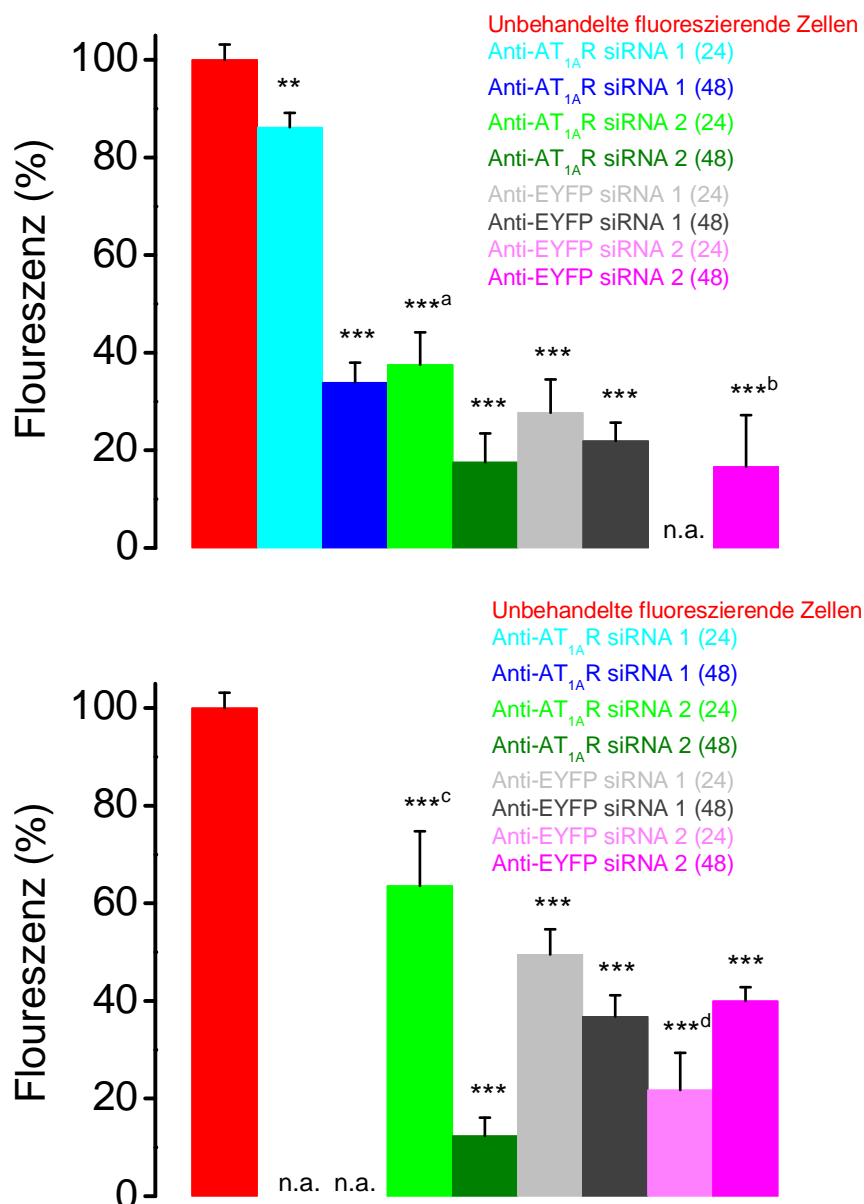 Unbehandelte fluoreszierende Zellen
Anti-AT1AR siRNA 1 (24)
Anti-AT1AR siRNA 1 (48)
Anti-AT1AR siRNA 2 (24)
Anti-AT1AR siRNA 2 (48)
Anti-EYFP siRNA 1 (24)
Anti-EYFP siRNA 1 (48)
Anti-EYFP siRNA 2 (24)
Anti-EYFP siRNA 2 (48)
Floureszenz (%)
100
80
60
40
20
0
**
***
***a
***
***
***
n.a.
***b
Unbehandelte fluoreszierende Zellen
Anti-AT1AR siRNA 1 (24)
Anti-AT1AR siRNA 1 (48)
Anti-AT1AR siRNA 2 (24)
Anti-AT1AR siRNA 2 (48)
Anti-EYFP siRNA 1 (24)
Anti-EYFP siRNA 1 (48)
Anti-EYFP siRNA 2 (24)
Anti-EYFP siRNA 2 (48)
Floureszenz (%)
100
80
60
40
20
0
n.a. n.a.
***c
***
***
***
***d
***